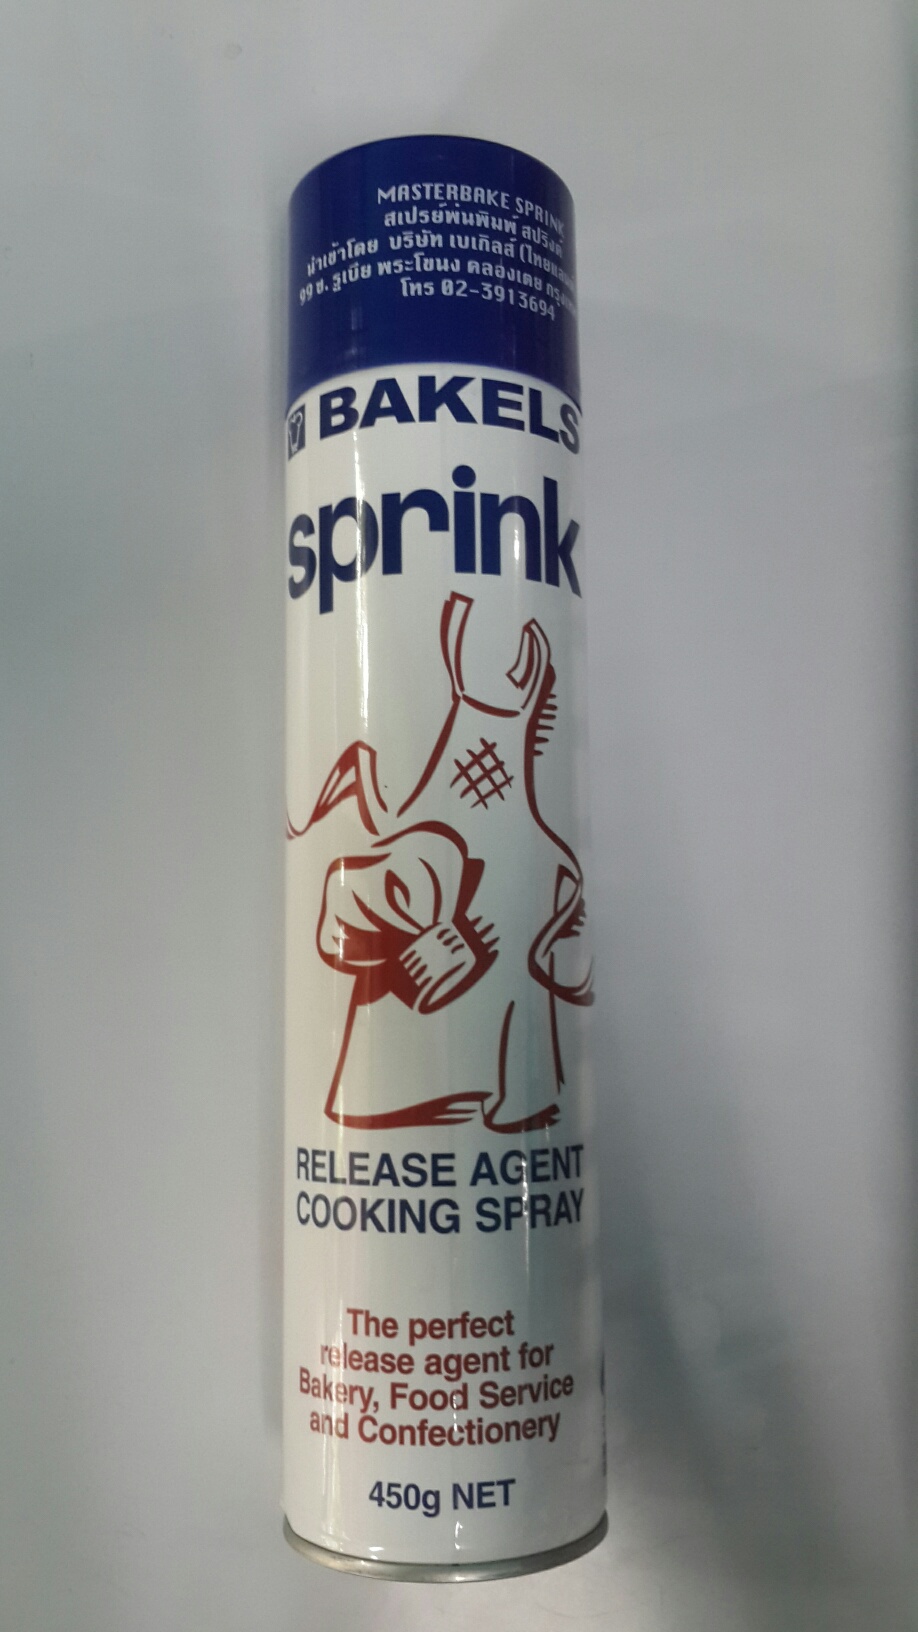 MASTERBAKE SPRINK
สเปรย์พ่นพิมพ์ สปริงค์
นำเข้าโดย บริษัท เบเกิลส์ (ไทยแลนด์
99 ซ. รูเบีย พระโขนง คลองเตย กรุงเทพ
โทร 02-3913694
BAKELS
sprink
RELEASE AGENT
COOKING SPRAY
The perfect
release agent for
Bakery, Food Service
and Confectionery
450g NET